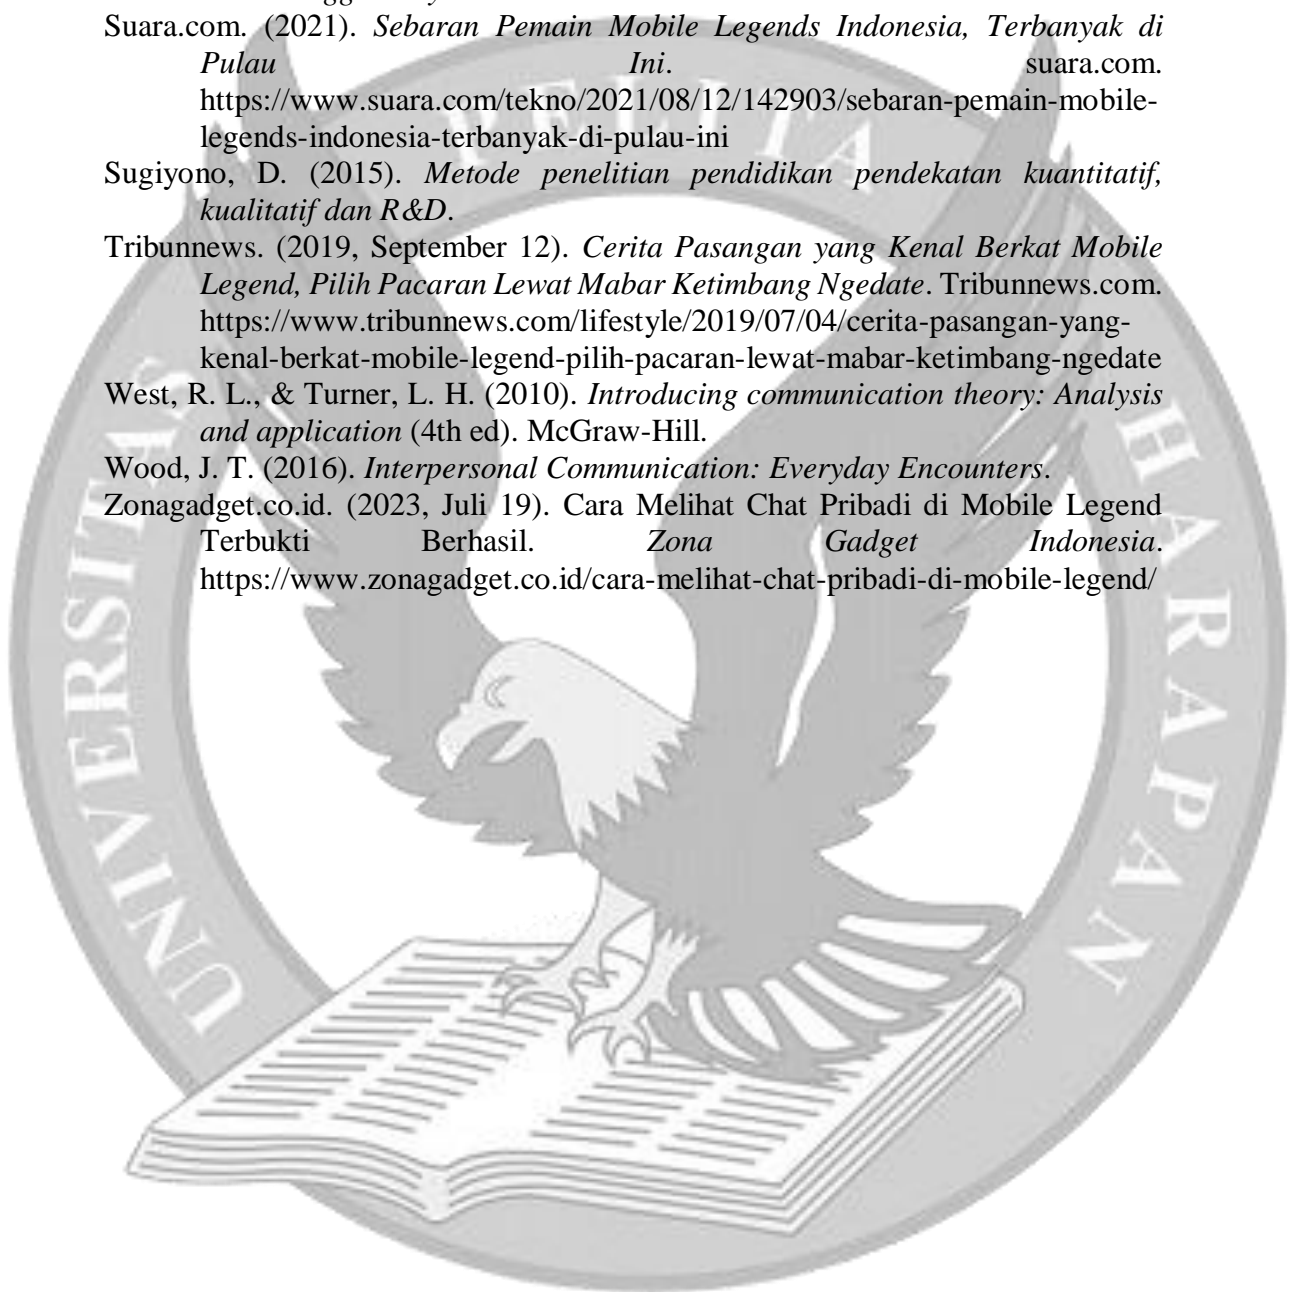 Suara.com. (2021). Sebaran Pemain Mobile Legends Indonesia, Terbanyak di
Pulau Ini. suara.com.
https://www.suara.com/tekno/2021/08/12/142903/sebaran-pemain-mobile-
legends-indonesia-terbanyak-di-pulau-ini
Sugiyono, D. (2015). Metode penelitian pendidikan pendekatan kuantitatif,
kualitatif dan R&D.
Tribunnews. (2019, September 12). Cerita Pasangan yang Kenal Berkat Mobile
Legend, Pilih Pacaran Lewat Mabar Ketimbang Ngedate. Tribunnews.com.
https://www.tribunnews.com/lifestyle/2019/07/04/cerita-pasangan-yang-
kenal-berkat-mobile-legend-pilih-pacaran-lewat-mabar-ketimbang-ngedate
West, R. L., & Turner, L. H. (2010). Introducing communication theory: Analysis
and application (4th ed). McGraw-Hill.
Wood, J. T. (2016). Interpersonal Communication: Everyday Encounters.
Zonagadget.co.id. (2023, Juli 19). Cara Melihat Chat Pribadi di Mobile Legend
Terbukti Berhasil. Zona Gadget Indonesia.
https://www.zonagadget.co.id/cara-melihat-chat-pribadi-di-mobile-legend/
UNIVERSITAS PELITA HARAPAN